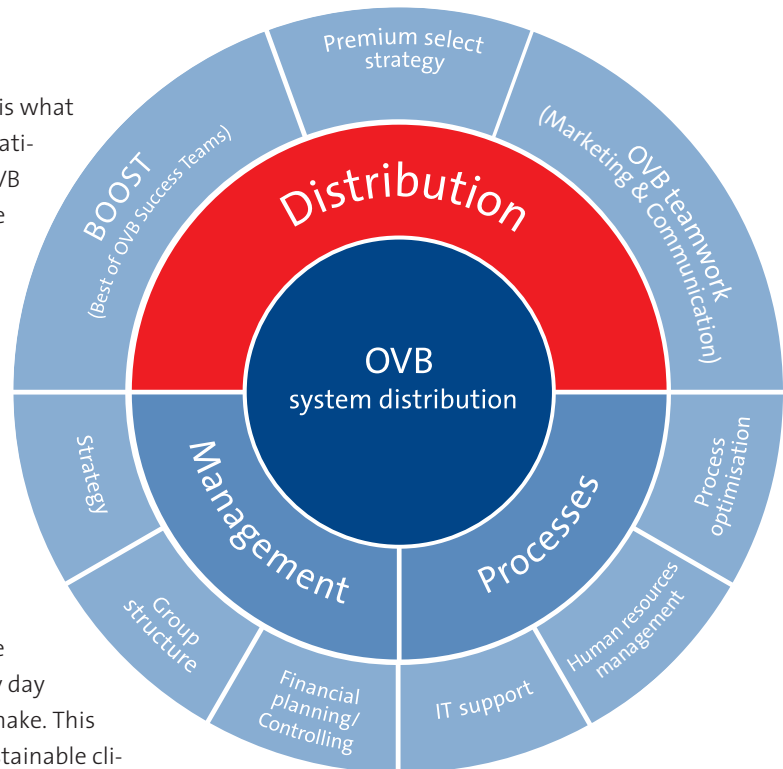 is what
ati-
VB
e
e
y day
make. This
stainable cli-
Premium select
strategy
BOOST
(Best of OVB Success Teams)
OVB teamwork
(Marketing & Communication)
Distribution
OVB
system distribution
Management
Processes
Strategy
Group
structure
Financial
planning/
Controlling
IT support
Human resources
management
Process
optimisation